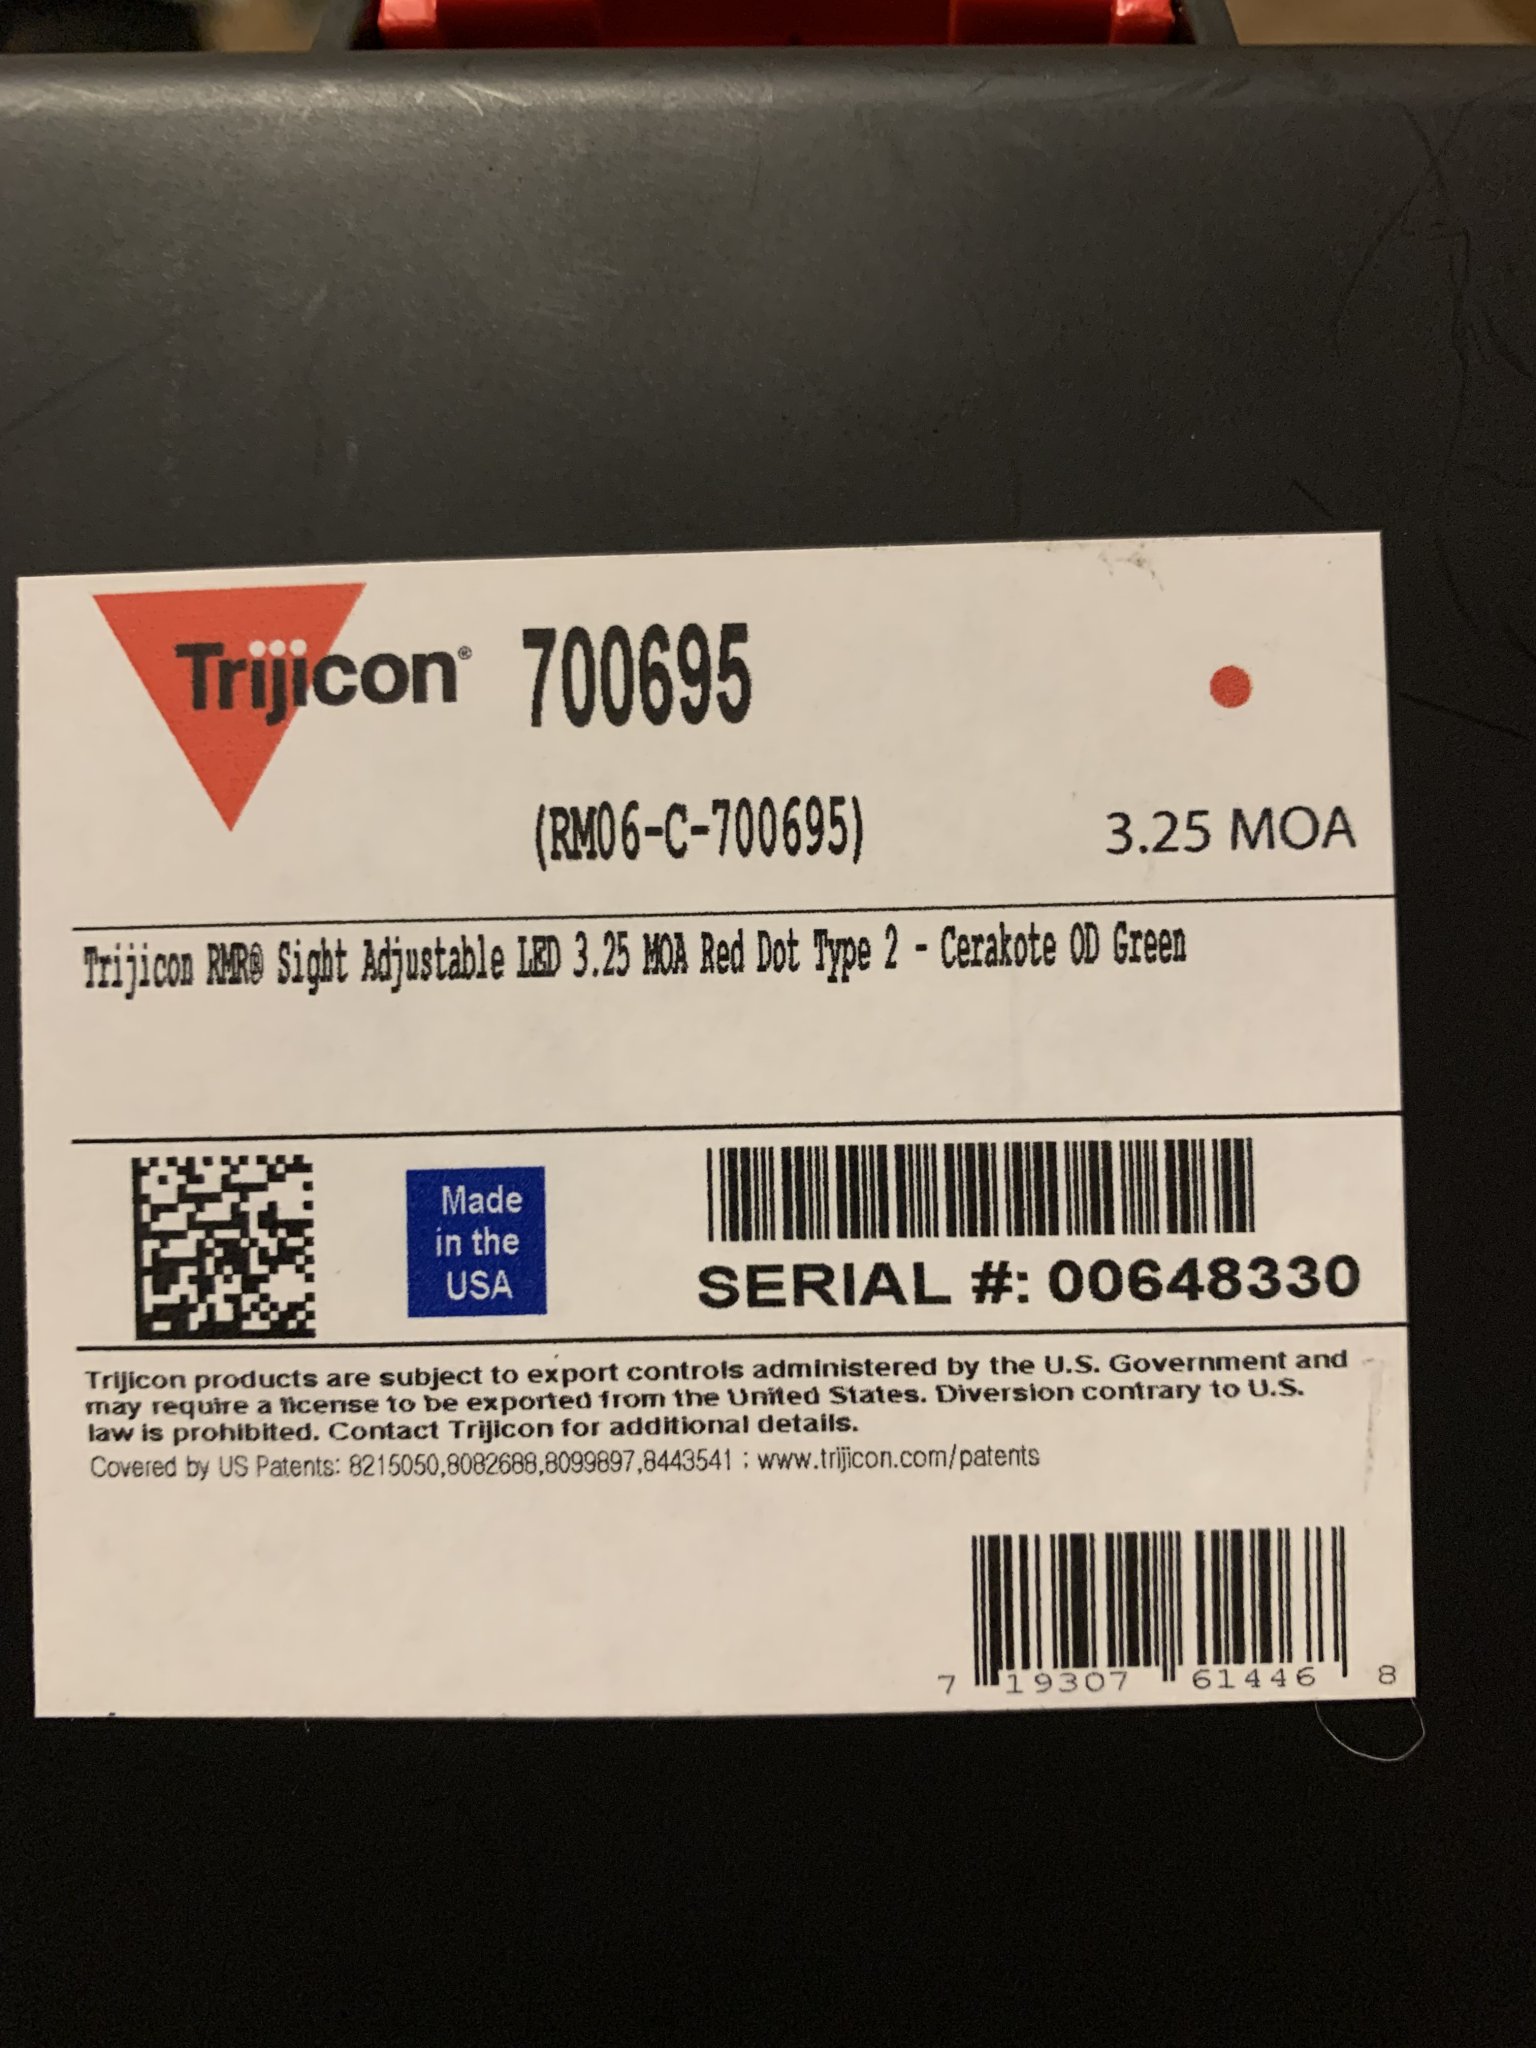 Trijicon® 700695
(RM06-C-700695) 3.25 MOA
Trijicon RMR® Sight Adjustable LED 3.25 MOA Red Dot Type 2 - Cerakote OD Green
Made
in the
USA
SERIAL #: 00648330
Trijicon products are subject to export controls administered by the U.S. Government and
may require a license to be exported from the United States. Diversion contrary to U.S.
law is prohibited. Contact Trijicon for additional details.
Covered by US Patents: 8215050,8082688,8099897,8443541 ; www.trijicon.com/patents
7 19307 61446 8